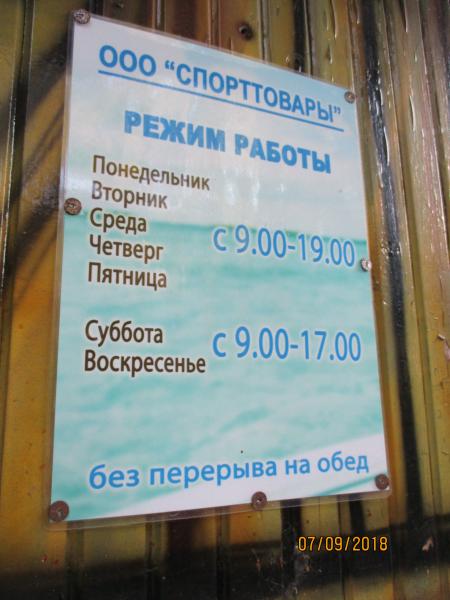 ООО "СПОРТТОВАРЫ"
РЕЖИМ РАБОТЫ
Понедельник
Вторник
Среда
Четверг
Пятница
с 9.00-19.00
Суббота
Воскресенье
с 9.00-17.00
без перерыва на обед
07/09/2018